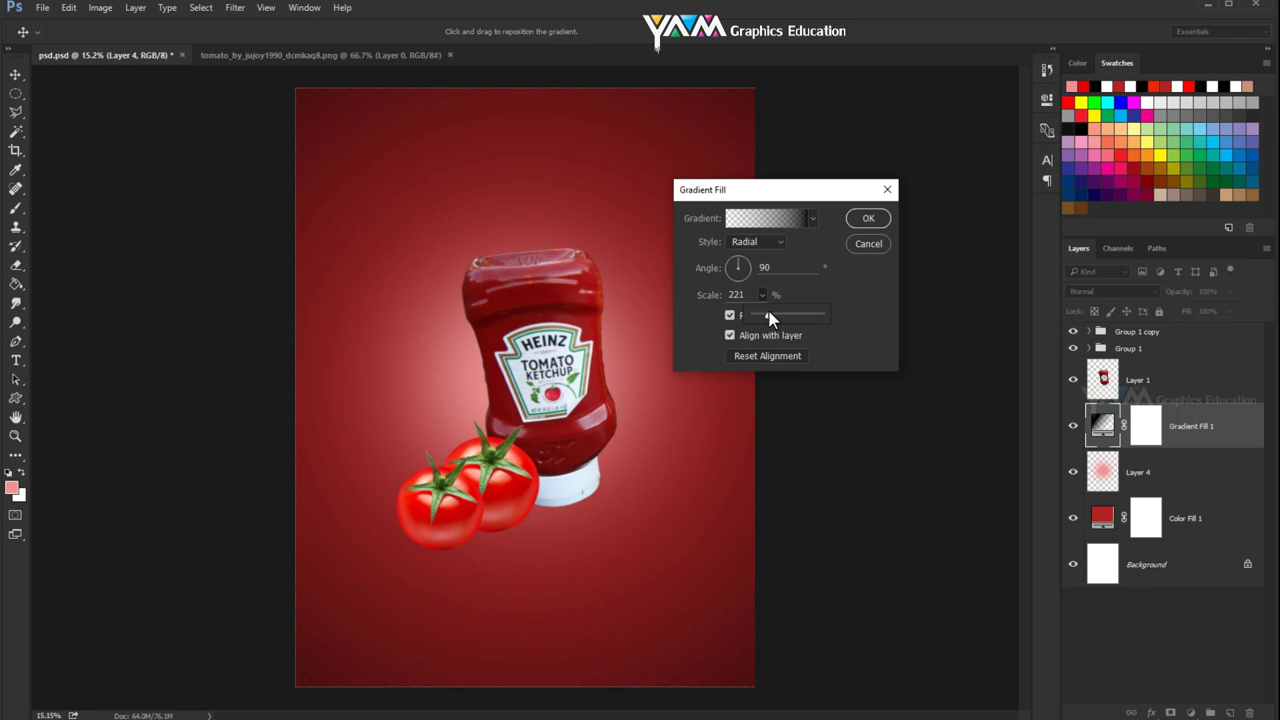 Ps File Edit Image Layer Type Select Filter View Window Help
Click and drag to reposition the gradient.
YAM Graphics Education
Essentials
psd.psd @ 15.2% (Layer 4, RGB/8) *
tomato_by_jujoy1990_dcmkaq8.png @ 66.7% (Layer 0, RGB/8#)
Color Swatches
Gradient Fill
Gradient:
OK
Style: Radial
Cancel
Angle: 90 °
Scale: 221 %
Align with layer
Reset Alignment
HEINZ
TOMATO
KETCHUP
Layers Channels Paths
Kind
Normal Opacity: 100%
Lock: Fill: 100%
Group 1 copy
Group 1
Layer 1
YAM Graphics Education
Gradient Fill 1
Layer 4
Color Fill 1
Background
15.15% Doc: 64.0M/76.1M